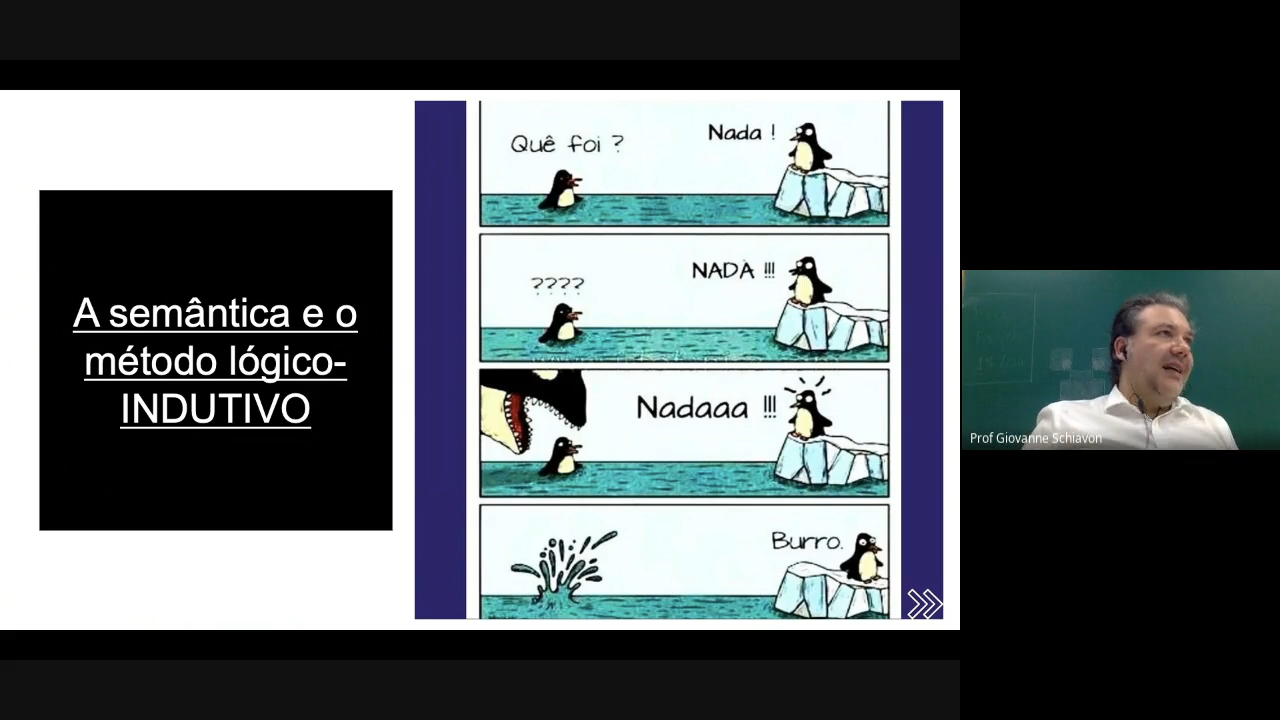 A semântica e o
método lógico-
INDUTIVO
Quê foi ?
Nada !
????
NADA !!!
Nadaaa !!!
Burro.
Prof Giovanne Schiavon